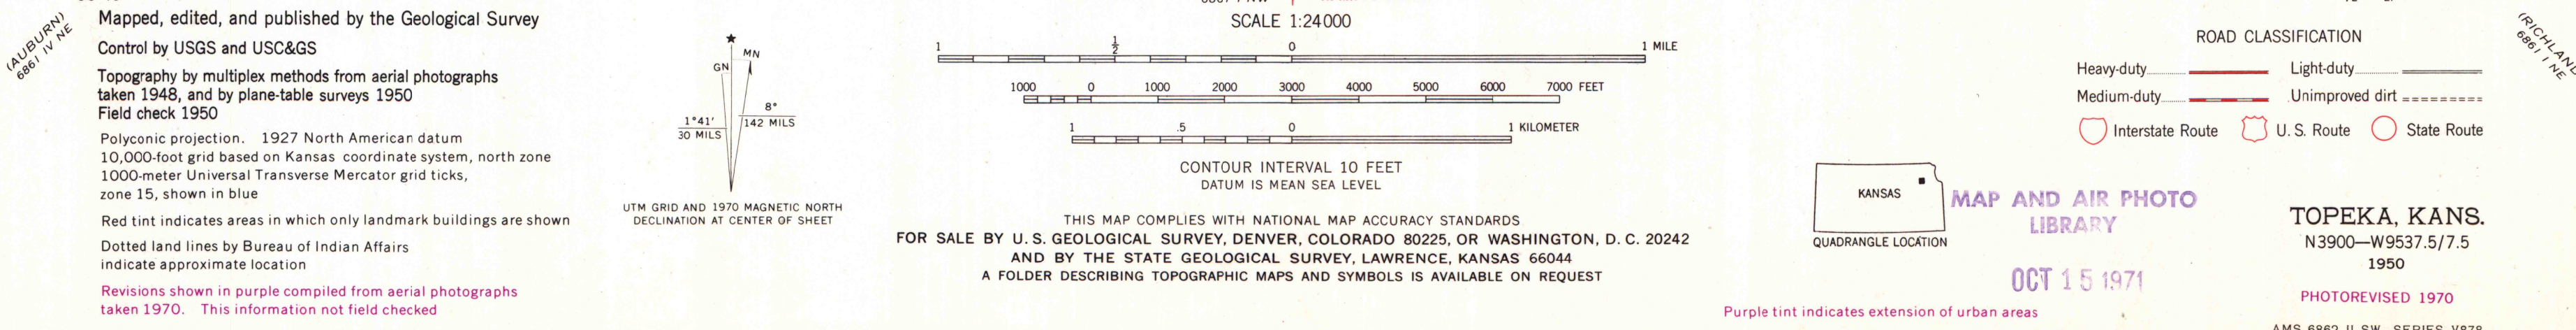 (AUBURN)
6861 IV NE
Mapped, edited, and published by the Geological Survey
Control by USGS and USC&GS
Topography by multiplex methods from aerial photographs
taken 1948, and by plane-table surveys 1950
Field check 1950
Polyconic projection. 1927 North American datum
10,000-foot grid based on Kansas coordinate system, north zone
1000-meter Universal Transverse Mercator grid ticks,
zone 15, shown in blue
Red tint indicates areas in which only landmark buildings are shown
Dotted land lines by Bureau of Indian Affairs
indicate approximate location
Revisions shown in purple compiled from aerial photographs
taken 1970. This information not field checked
★
MN
GN
1°41′
30 MILS
8°
142 MILS
UTM GRID AND 1970 MAGNETIC NORTH
DECLINATION AT CENTER OF SHEET
SCALE 1:24000
1 ½ 0 1 MILE
1000 0 1000 2000 3000 4000 5000 6000 7000 FEET
1 .5 0 1 KILOMETER
CONTOUR INTERVAL 10 FEET
DATUM IS MEAN SEA LEVEL
THIS MAP COMPLIES WITH NATIONAL MAP ACCURACY STANDARDS
FOR SALE BY U. S. GEOLOGICAL SURVEY, DENVER, COLORADO 80225, OR WASHINGTON, D. C. 20242
AND BY THE STATE GEOLOGICAL SURVEY, LAWRENCE, KANSAS 66044
A FOLDER DESCRIBING TOPOGRAPHIC MAPS AND SYMBOLS IS AVAILABLE ON REQUEST
ROAD CLASSIFICATION
Heavy-duty Light-duty
Medium-duty Unimproved dirt
Interstate Route U. S. Route State Route
KANSAS
QUADRANGLE LOCATION
MAP AND AIR PHOTO
LIBRARY
OCT 15 1971
Purple tint indicates extension of urban areas
TOPEKA, KANS.
N3900—W9537.5/7.5
1950
PHOTOREVISED 1970
AMS 6862 II SW-SERIES V878
(RICHLAND)
6861 I NE